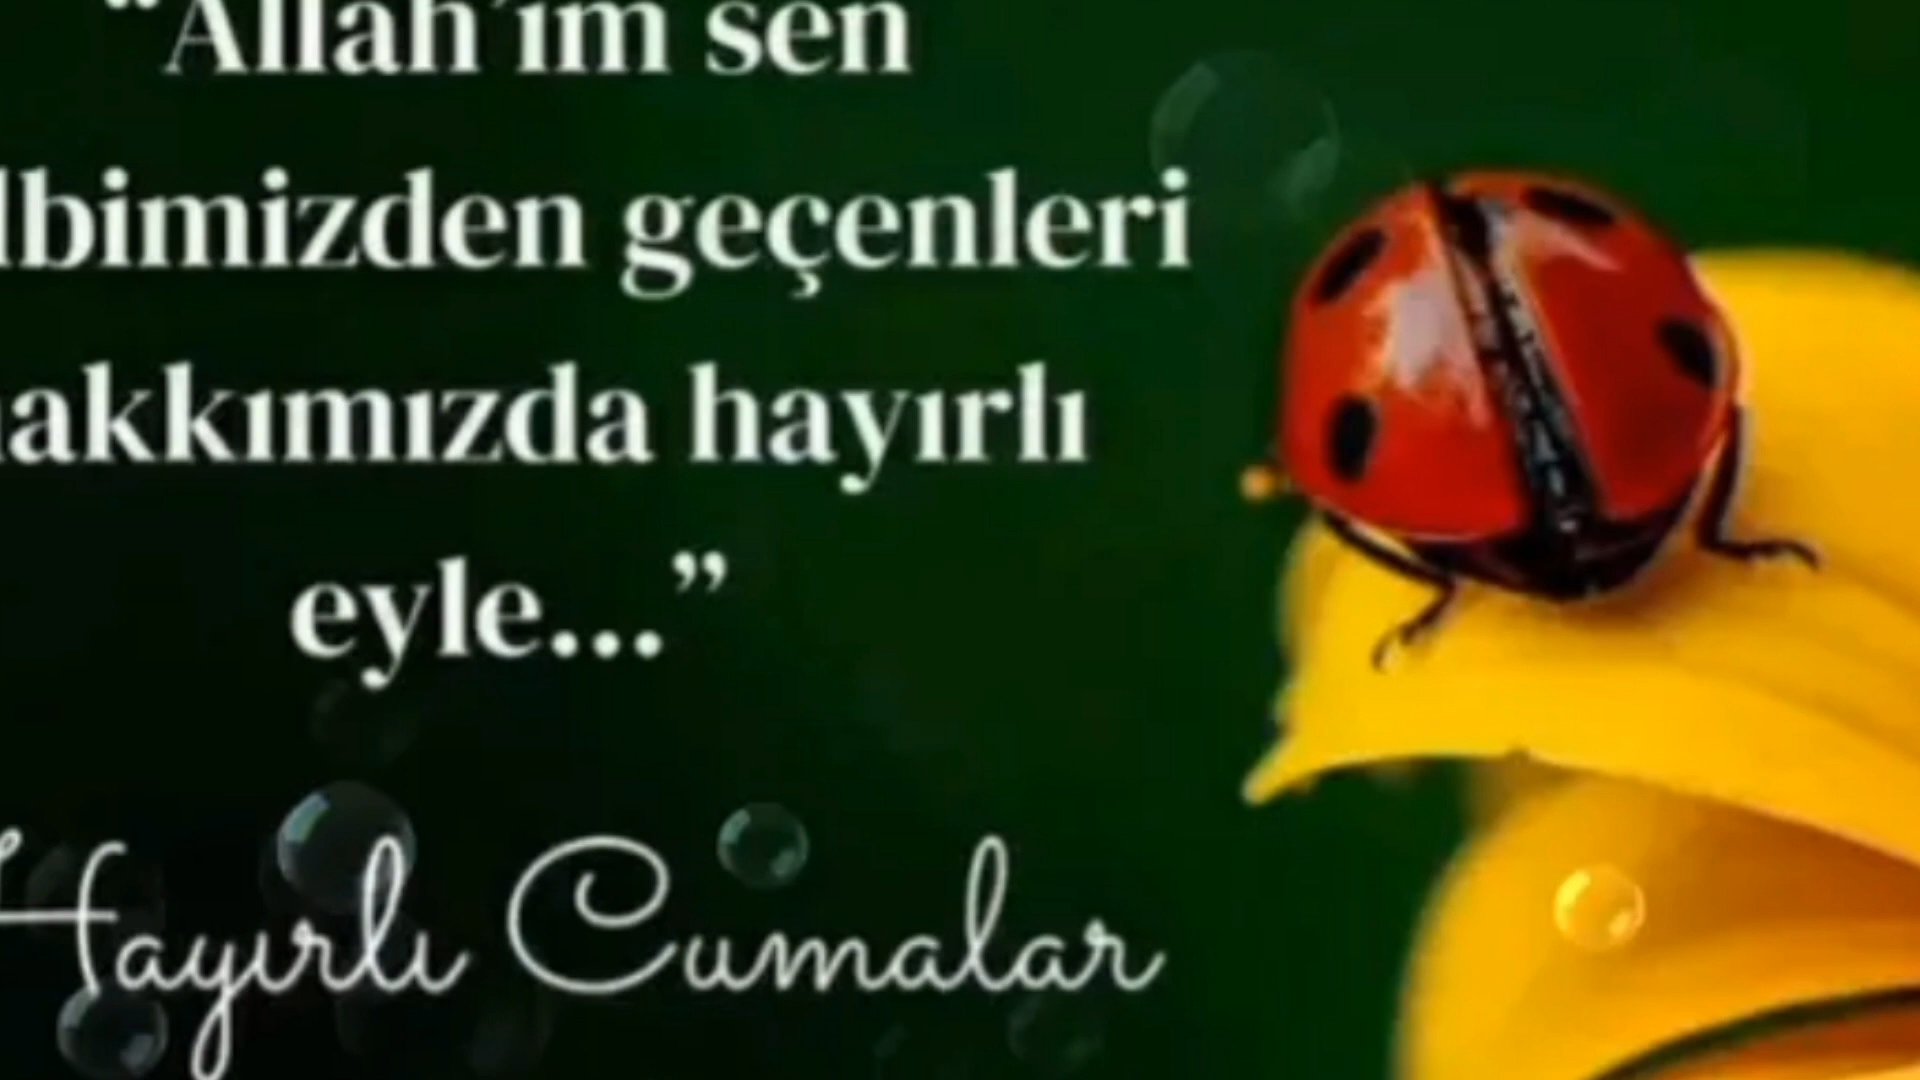 “Allah’ım sen
lbimizden geçenleri
akkımızda hayırlı
eyle...”
Hayırlı Cumalar